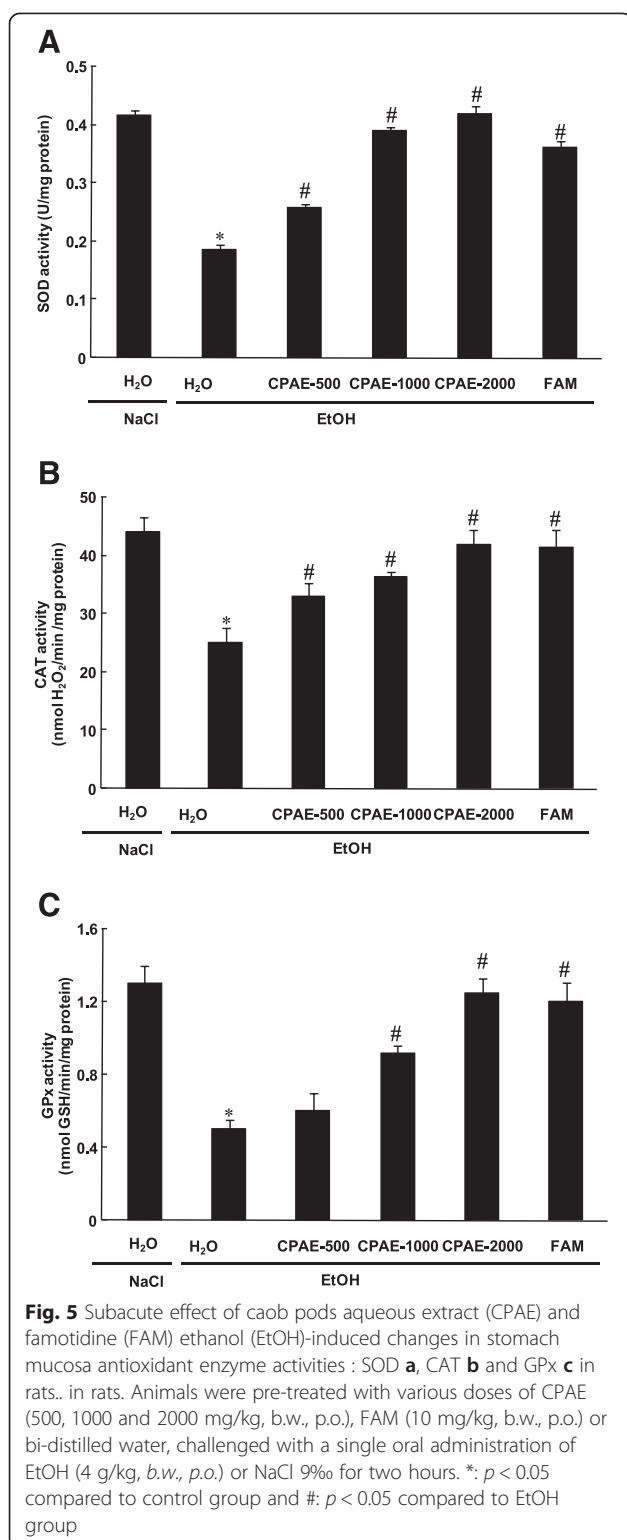 A
SOD activity (U/mg protein)
0.5
0.4
0.3
0.2
0.1
0
*
#
#
#
#
H₂O H₂O CPAE-500 CPAE-1000 CPAE-2000 FAM
NaCl EtOH
B
CAT activity
(nmol H₂O₂/min/mg protein)
50
40
30
20
10
0
*
#
#
#
#
H₂O H₂O CPAE-500 CPAE-1000 CPAE-2000 FAM
NaCl EtOH
C
GPx activity
(nmol GSH/min/mg protein)
1.6
1.2
0.8
0.4
0
*
#
#
#
H₂O H₂O CPAE-500 CPAE-1000 CPAE-2000 FAM
NaCl EtOH
Fig. 5 Subacute effect of caob pods aqueous extract (CPAE) and
famotidine (FAM) ethanol (EtOH)-induced changes in stomach
mucosa antioxidant enzyme activities : SOD a, CAT b and GPx c in
rats.. in rats. Animals were pre-treated with various doses of CPAE
(500, 1000 and 2000 mg/kg, b.w., p.o.), FAM (10 mg/kg, b.w., p.o.) or
bi-distilled water, challenged with a single oral administration of
EtOH (4 g/kg, b.w., p.o.) or NaCl 9‰ for two hours. *: p < 0.05
compared to control group and #: p < 0.05 compared to EtOH
group